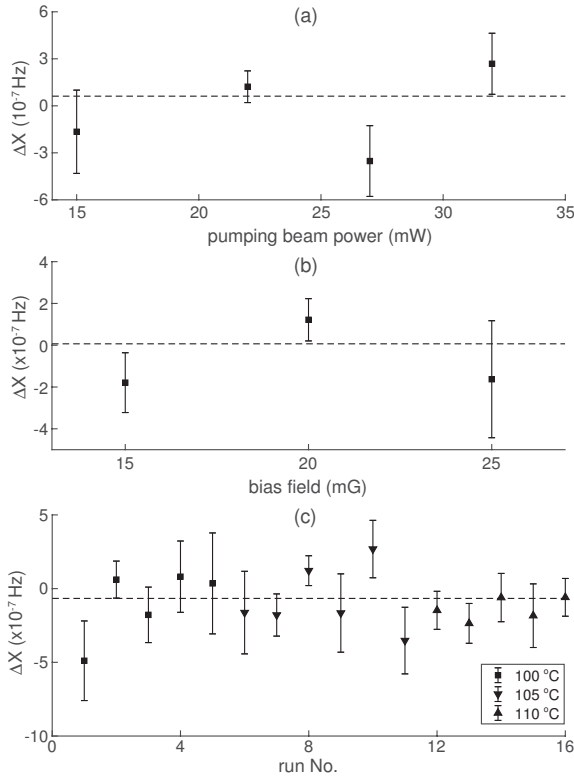 (a)
6
3
0
-3
-6
ΔX (10⁻⁷ Hz)
15 20 25 30 35
pumping beam power (mW)
(b)
4
2
0
-2
-4
ΔX (x10⁻⁷ Hz)
15 20 25
bias field (mG)
(c)
5
0
-5
-10
ΔX (x10⁻⁷ Hz)
100 °C
105 °C
110 °C
0 4 8 12 16
run No.